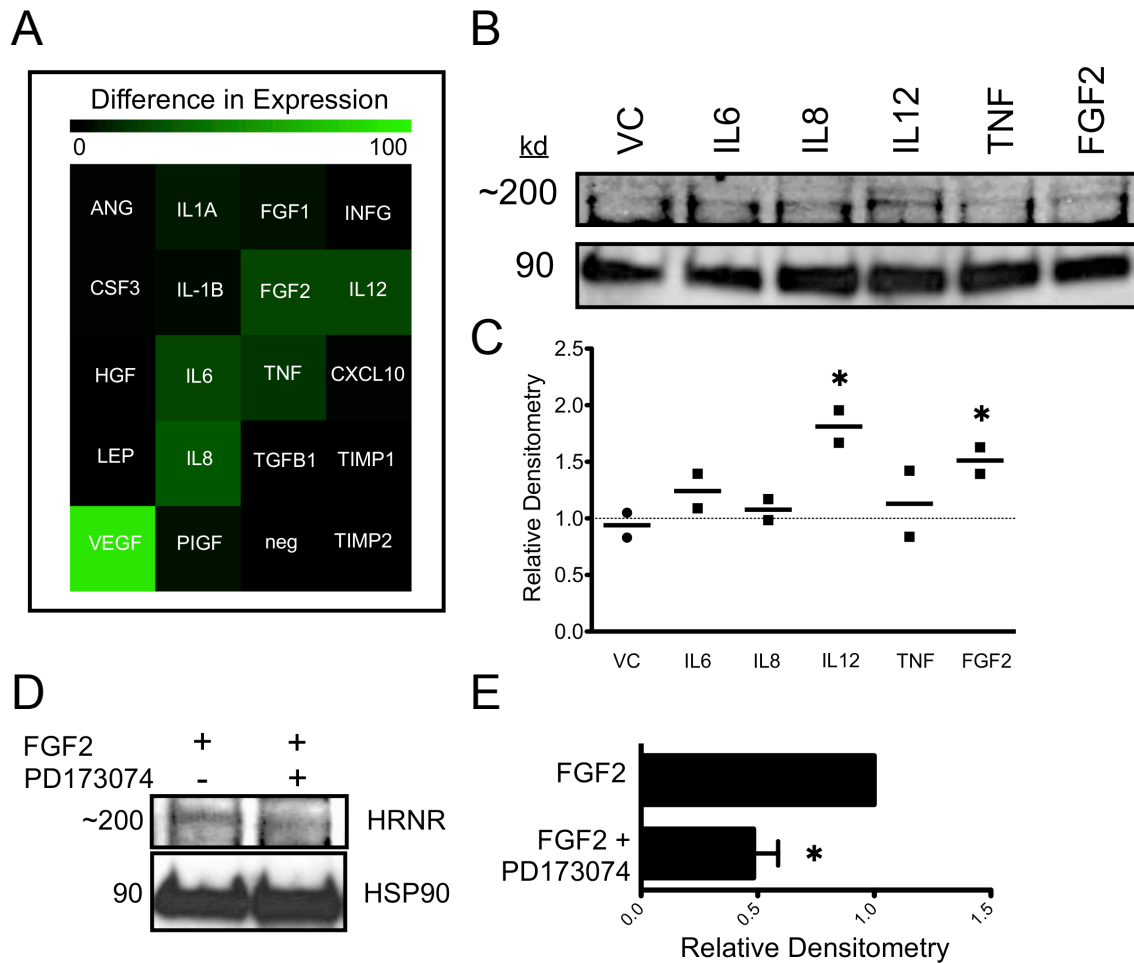 A
Difference in Expression
0 100
ANG IL1A FGF1 INFG
CSF3 IL-1B FGF2 IL12
HGF IL6 TNF CXCL10
LEP IL8 TGFB1 TIMP1
VEGF PIGF neg TIMP2
B
kd VC IL6 IL8 IL12 TNF FGF2
~200
90
C
Relative Densitometry
2.5
2.0
1.5
1.0
0.5
0.0
* *
VC IL6 IL8 IL12 TNF FGF2
D
FGF2 + +
PD173074 - +
~200 HRNR
90 HSP90
E
FGF2
FGF2 +
PD173074 *
0.0 0.5 1.0 1.5
Relative Densitometry